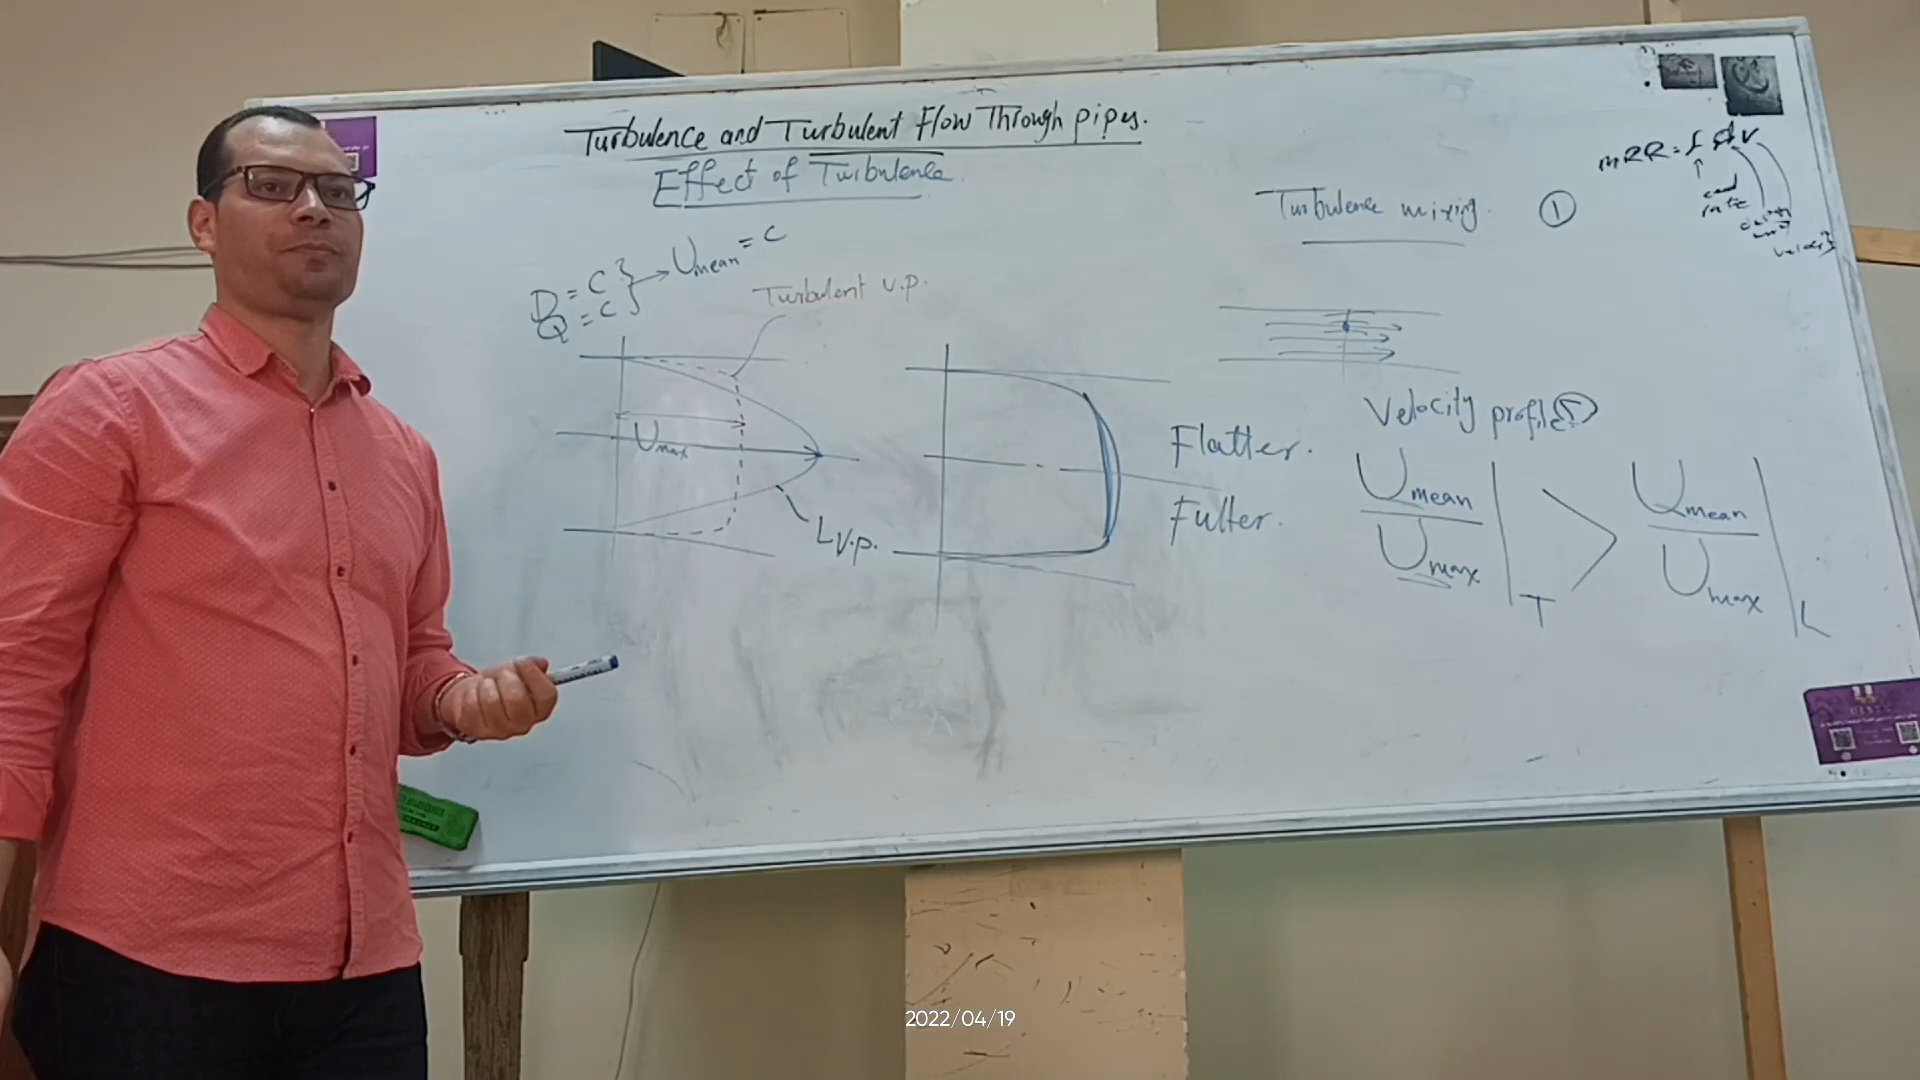 Turbulence and Turbulent Flow Through pipes.
Effect of Turbulence.
D = C
Q = C
Umean = C
Turbulent v.p.
Umax
L v.p.
Flatter.
Fuller.
Turbulence mixing. 1
Velocity profile
Umean
Umax
T
>
Umean
Umax
L
MRR = f d v
velocity
2022/04/19